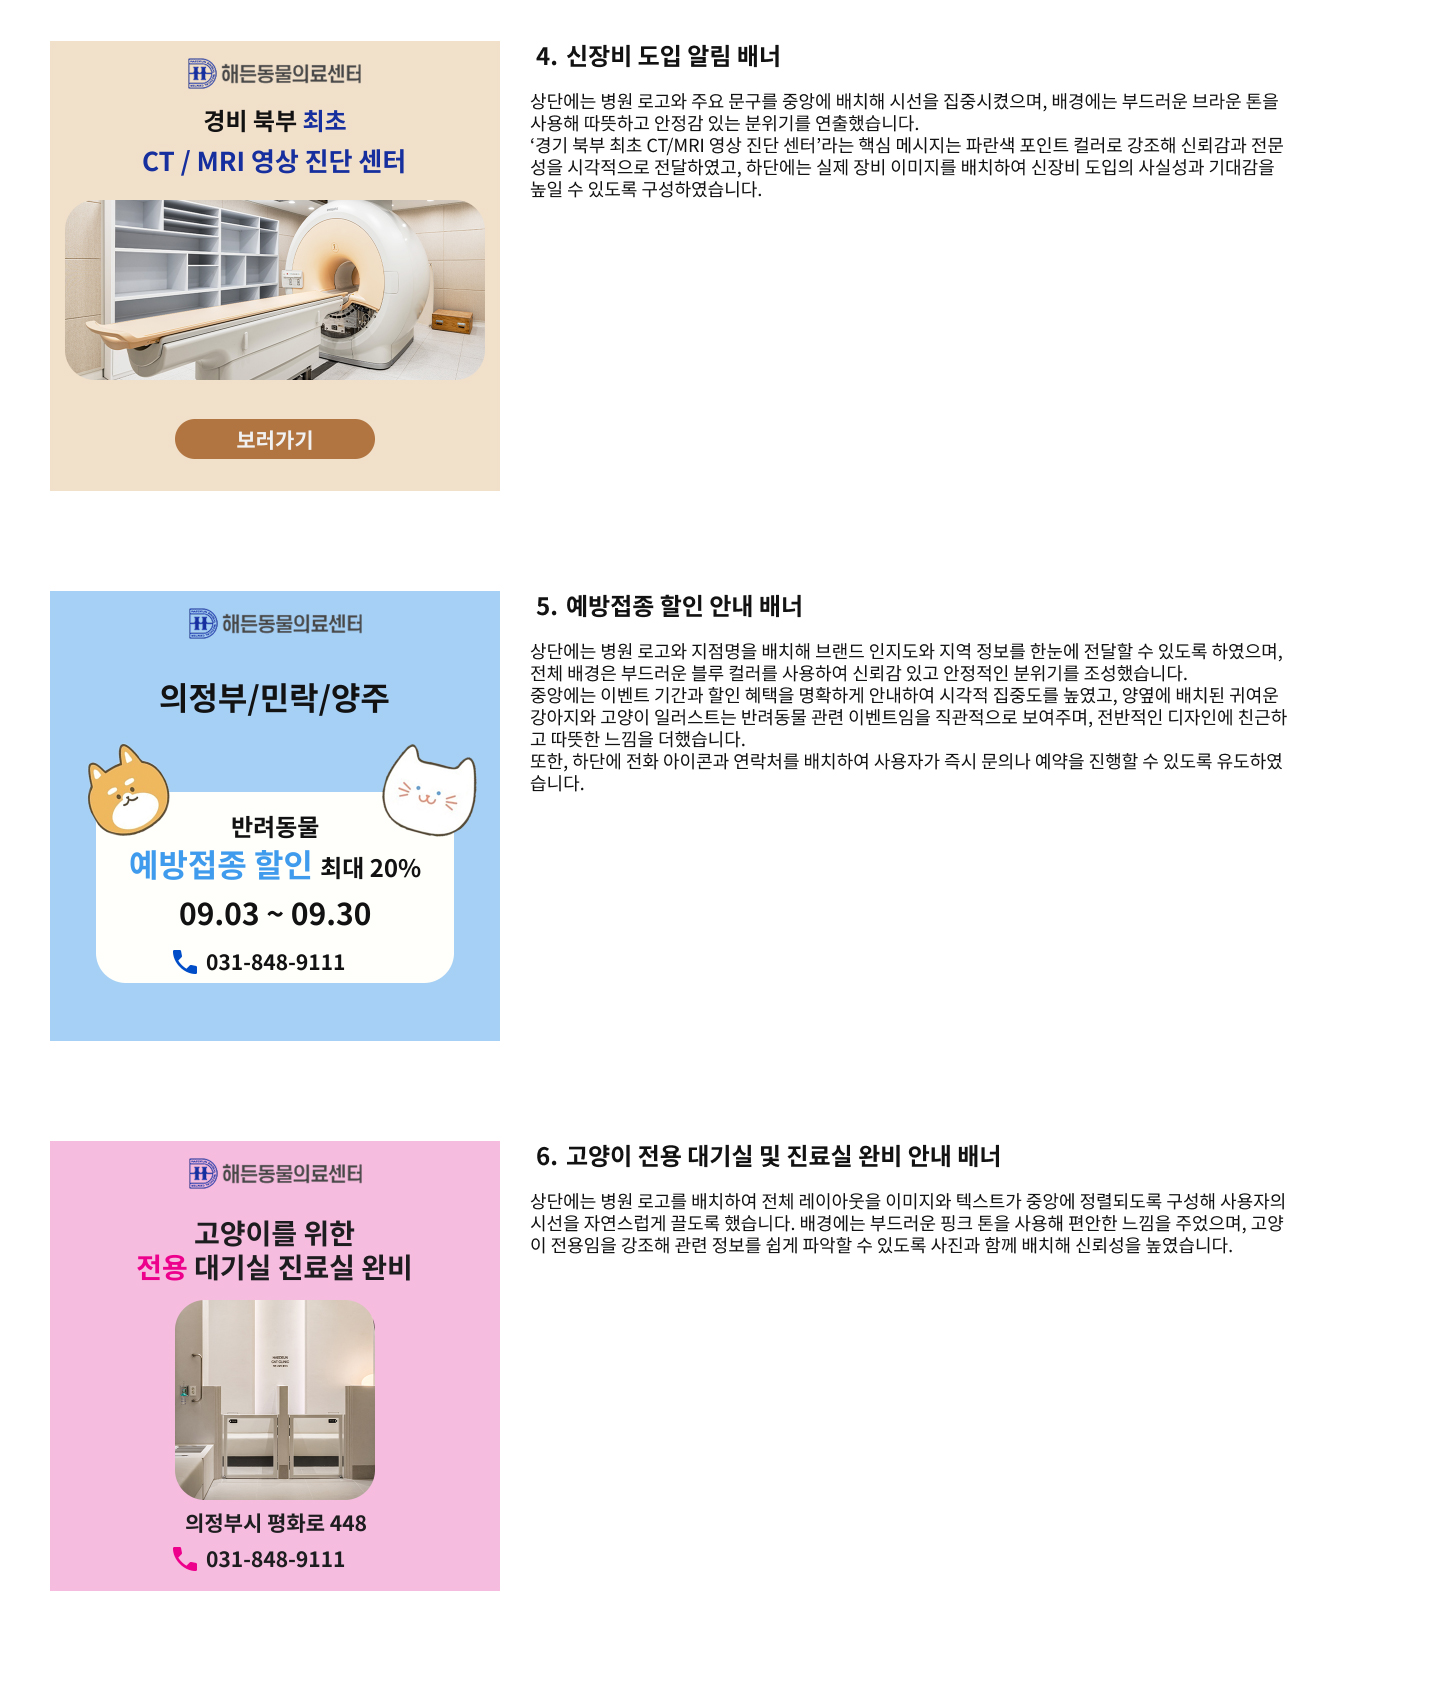 해든동물의료센터
경비 북부 최초
CT / MRI 영상 진단 센터
보러가기
4. 신장비 도입 알림 배너
상단에는 병원 로고와 주요 문구를 중앙에 배치해 시선을 집중시켰으며, 배경에는 부드러운 브라운 톤을
사용해 따뜻하고 안정감 있는 분위기를 연출했습니다.
‘경기 북부 최초 CT/MRI 영상 진단 센터’라는 핵심 메시지는 파란색 포인트 컬러로 강조해 신뢰감과 전문
성을 시각적으로 전달하였고, 하단에는 실제 장비 이미지를 배치하여 신장비 도입의 사실성과 기대감을
높일 수 있도록 구성하였습니다.
해든동물의료센터
의정부/민락/양주
반려동물
예방접종 할인 최대 20%
09.03 ~ 09.30
031-848-9111
5. 예방접종 할인 안내 배너
상단에는 병원 로고와 지점명을 배치해 브랜드 인지도와 지역 정보를 한눈에 전달할 수 있도록 하였으며,
전체 배경은 부드러운 블루 컬러를 사용하여 신뢰감 있고 안정적인 분위기를 조성했습니다.
중앙에는 이벤트 기간과 할인 혜택을 명확하게 안내하여 시각적 집중도를 높였고, 양옆에 배치된 귀여운
강아지와 고양이 일러스트는 반려동물 관련 이벤트임을 직관적으로 보여주며, 전반적인 디자인에 친근하
고 따뜻한 느낌을 더했습니다.
또한, 하단에 전화 아이콘과 연락처를 배치하여 사용자가 즉시 문의나 예약을 진행할 수 있도록 유도하였
습니다.
해든동물의료센터
고양이를 위한
전용 대기실 진료실 완비
의정부시 평화로 448
031-848-9111
6. 고양이 전용 대기실 및 진료실 완비 안내 배너
상단에는 병원 로고를 배치하여 전체 레이아웃을 이미지와 텍스트가 중앙에 정렬되도록 구성해 사용자의
시선을 자연스럽게 끌도록 했습니다. 배경에는 부드러운 핑크 톤을 사용해 편안한 느낌을 주었으며, 고양
이 전용임을 강조해 관련 정보를 쉽게 파악할 수 있도록 사진과 함께 배치해 신뢰성을 높였습니다.